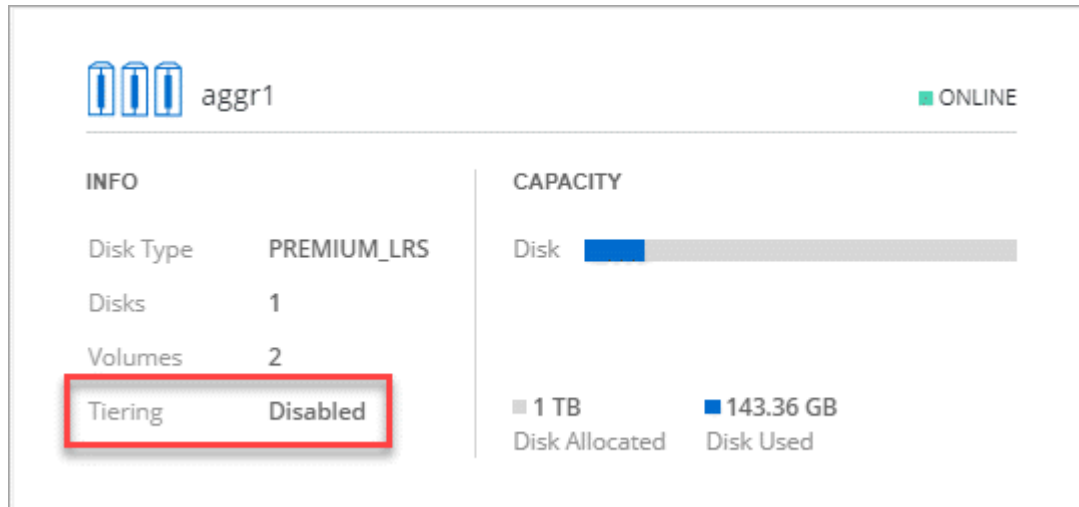 aggr1
ONLINE
INFO
Disk Type PREMIUM_LRS
Disks 1
Volumes 2
Tiering Disabled
CAPACITY
Disk
1 TB 143.36 GB
Disk Allocated Disk Used